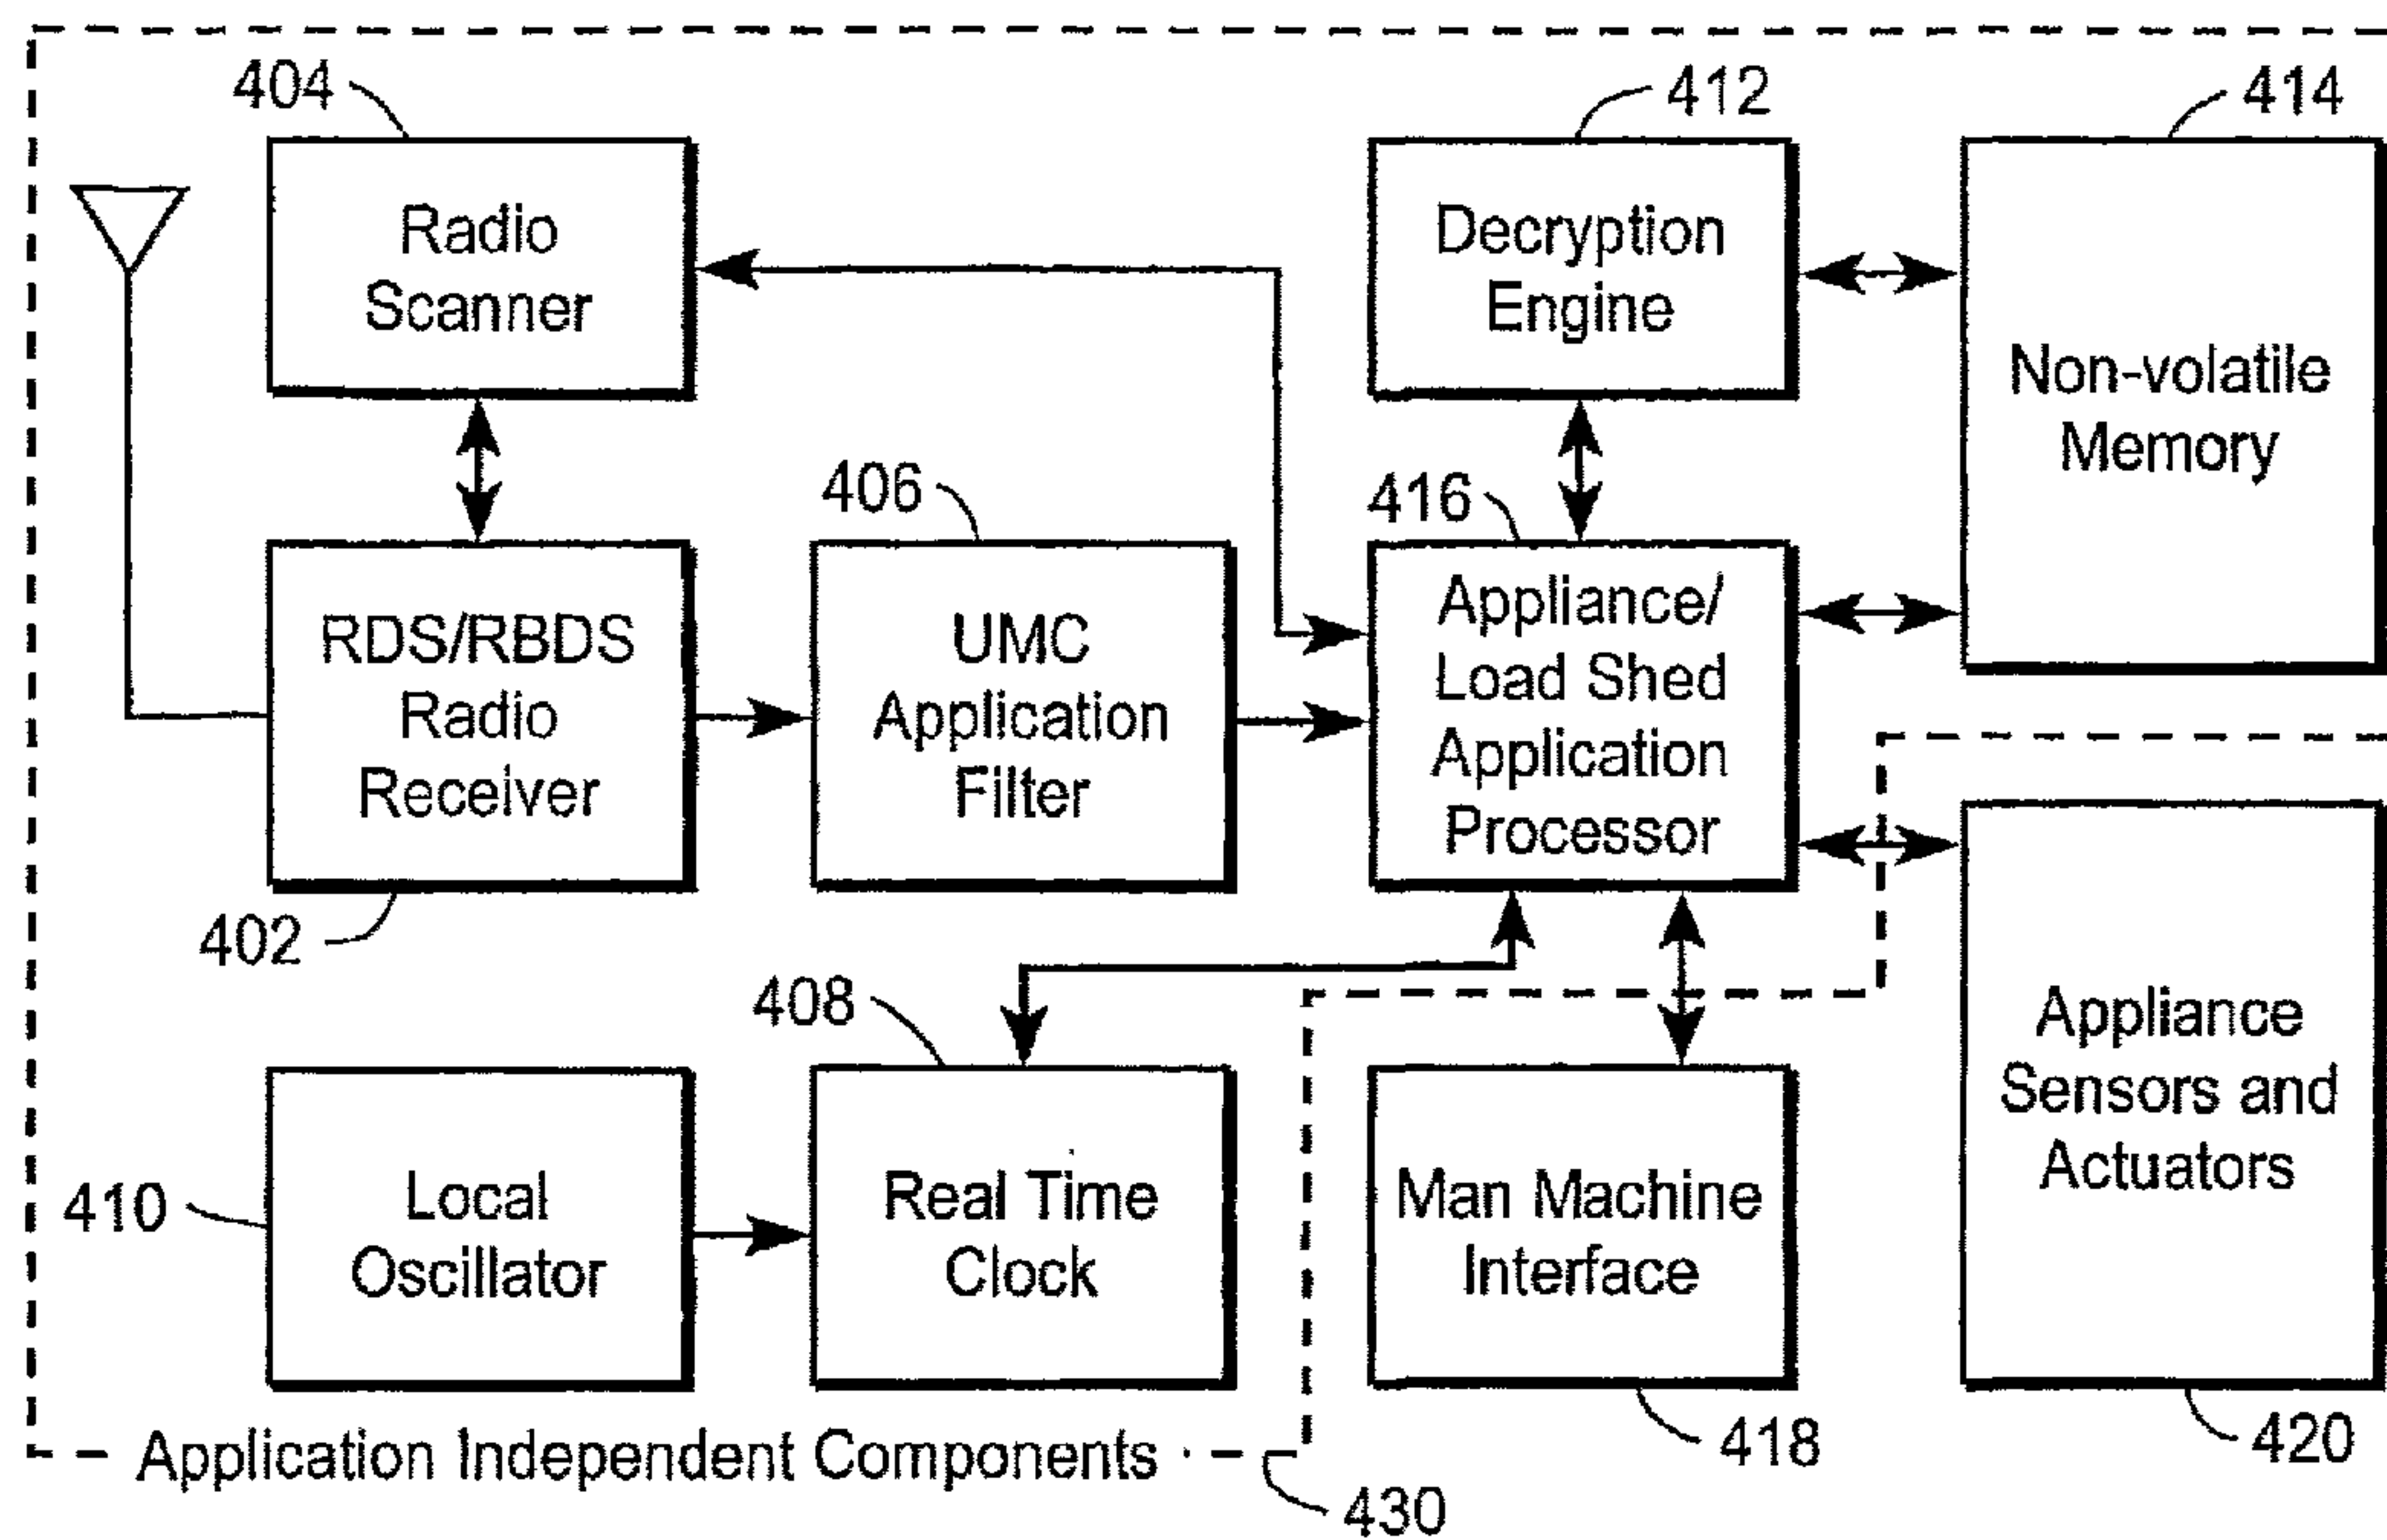 404
412
414
Radio
Scanner
Decryption
Engine
Non-volatile
Memory
406
416
RDS/RBDS
Radio
Receiver
UMC
Application
Filter
Appliance/
Load Shed
Application
Processor
402
408
410
Local
Oscillator
Real Time
Clock
Man Machine
Interface
Appliance
Sensors and
Actuators
Application Independent Components
418
420
430